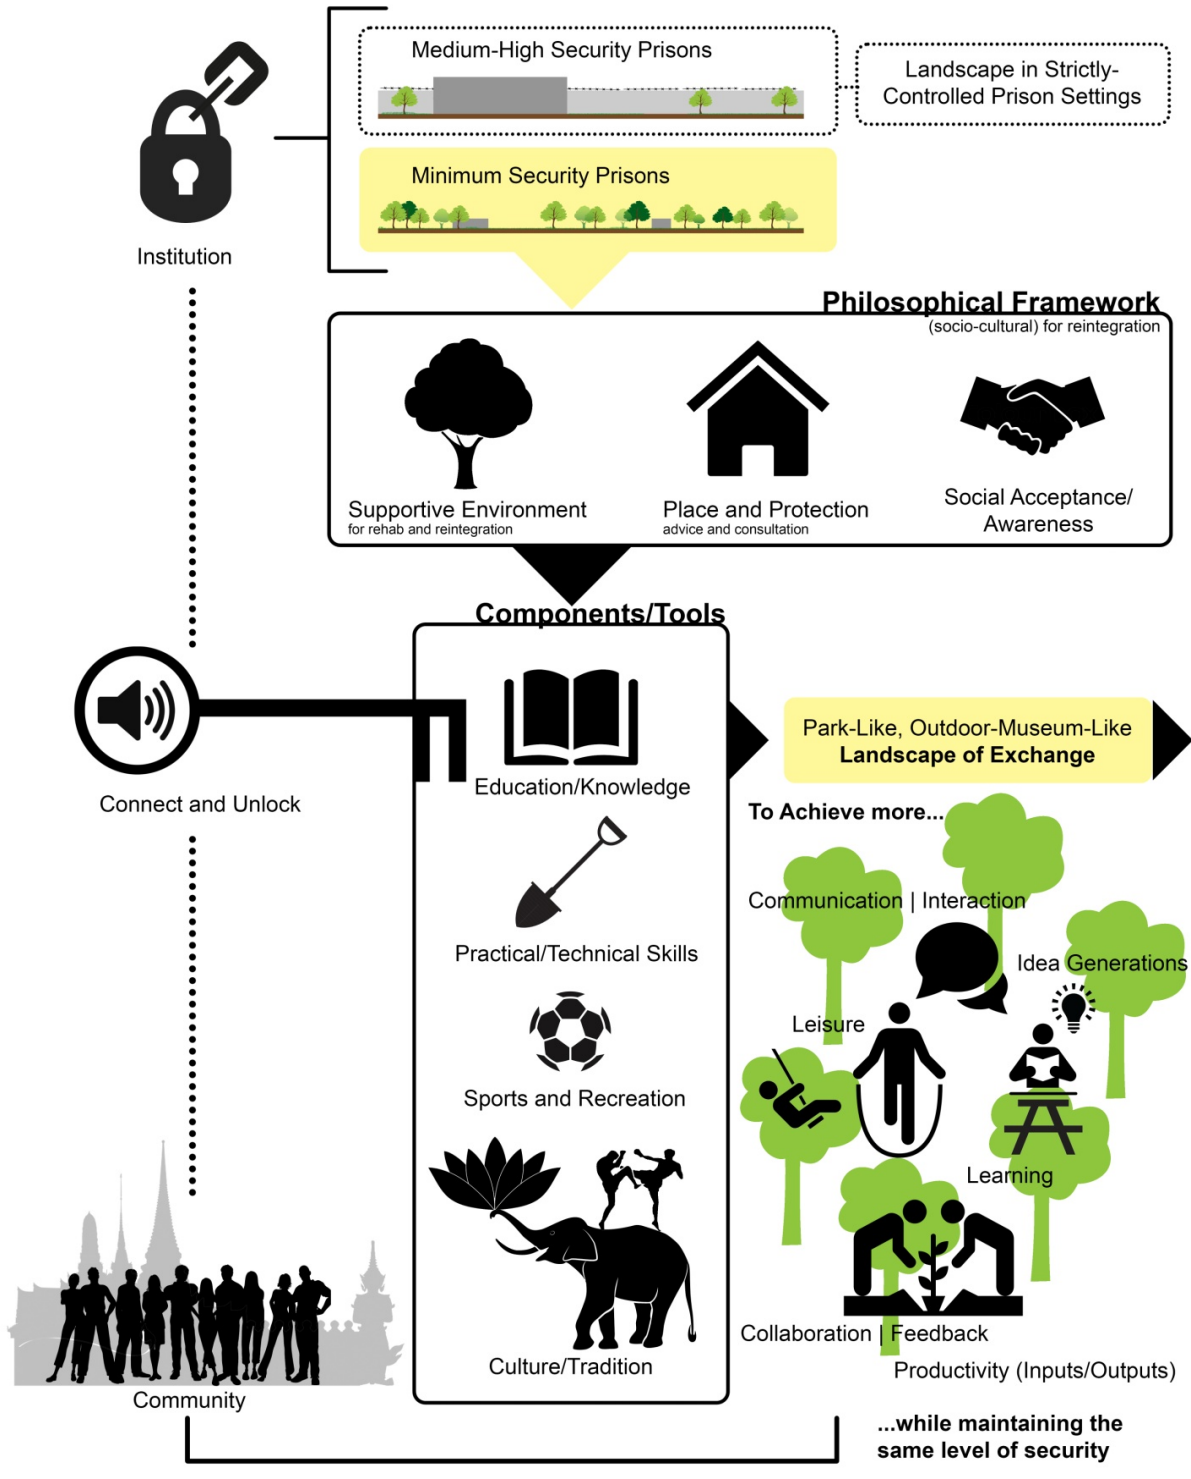 Medium-High Security Prisons
Landscape in Strictly-
Controlled Prison Settings
Minimum Security Prisons
Institution
Philosophical Framework
(socio-cultural) for reintegration
Supportive Environment
for rehab and reintegration
Place and Protection
advice and consultation
Social Acceptance/
Awareness
Components/Tools
Connect and Unlock
Education/Knowledge
Practical/Technical Skills
Sports and Recreation
Culture/Tradition
Park-Like, Outdoor-Museum-Like
Landscape of Exchange
To Achieve more...
Communication | Interaction
Idea Generations
Leisure
Learning
Collaboration | Feedback
Productivity (Inputs/Outputs)
Community
...while maintaining the
same level of security